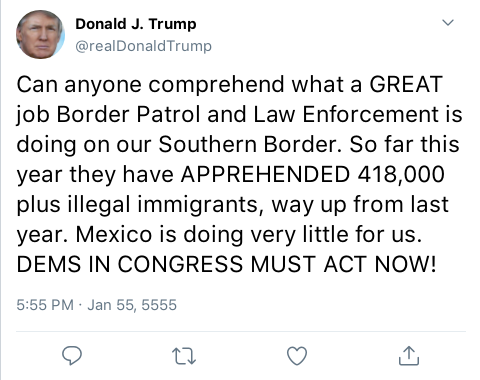 Donald J. Trump
@realDonaldTrump
Can anyone comprehend what a GREAT
job Border Patrol and Law Enforcement is
doing on our Southern Border. So far this
year they have APPREHENDED 418,000
plus illegal immigrants, way up from last
year. Mexico is doing very little for us.
DEMS IN CONGRESS MUST ACT NOW!
5:55 PM · Jan 55, 5555